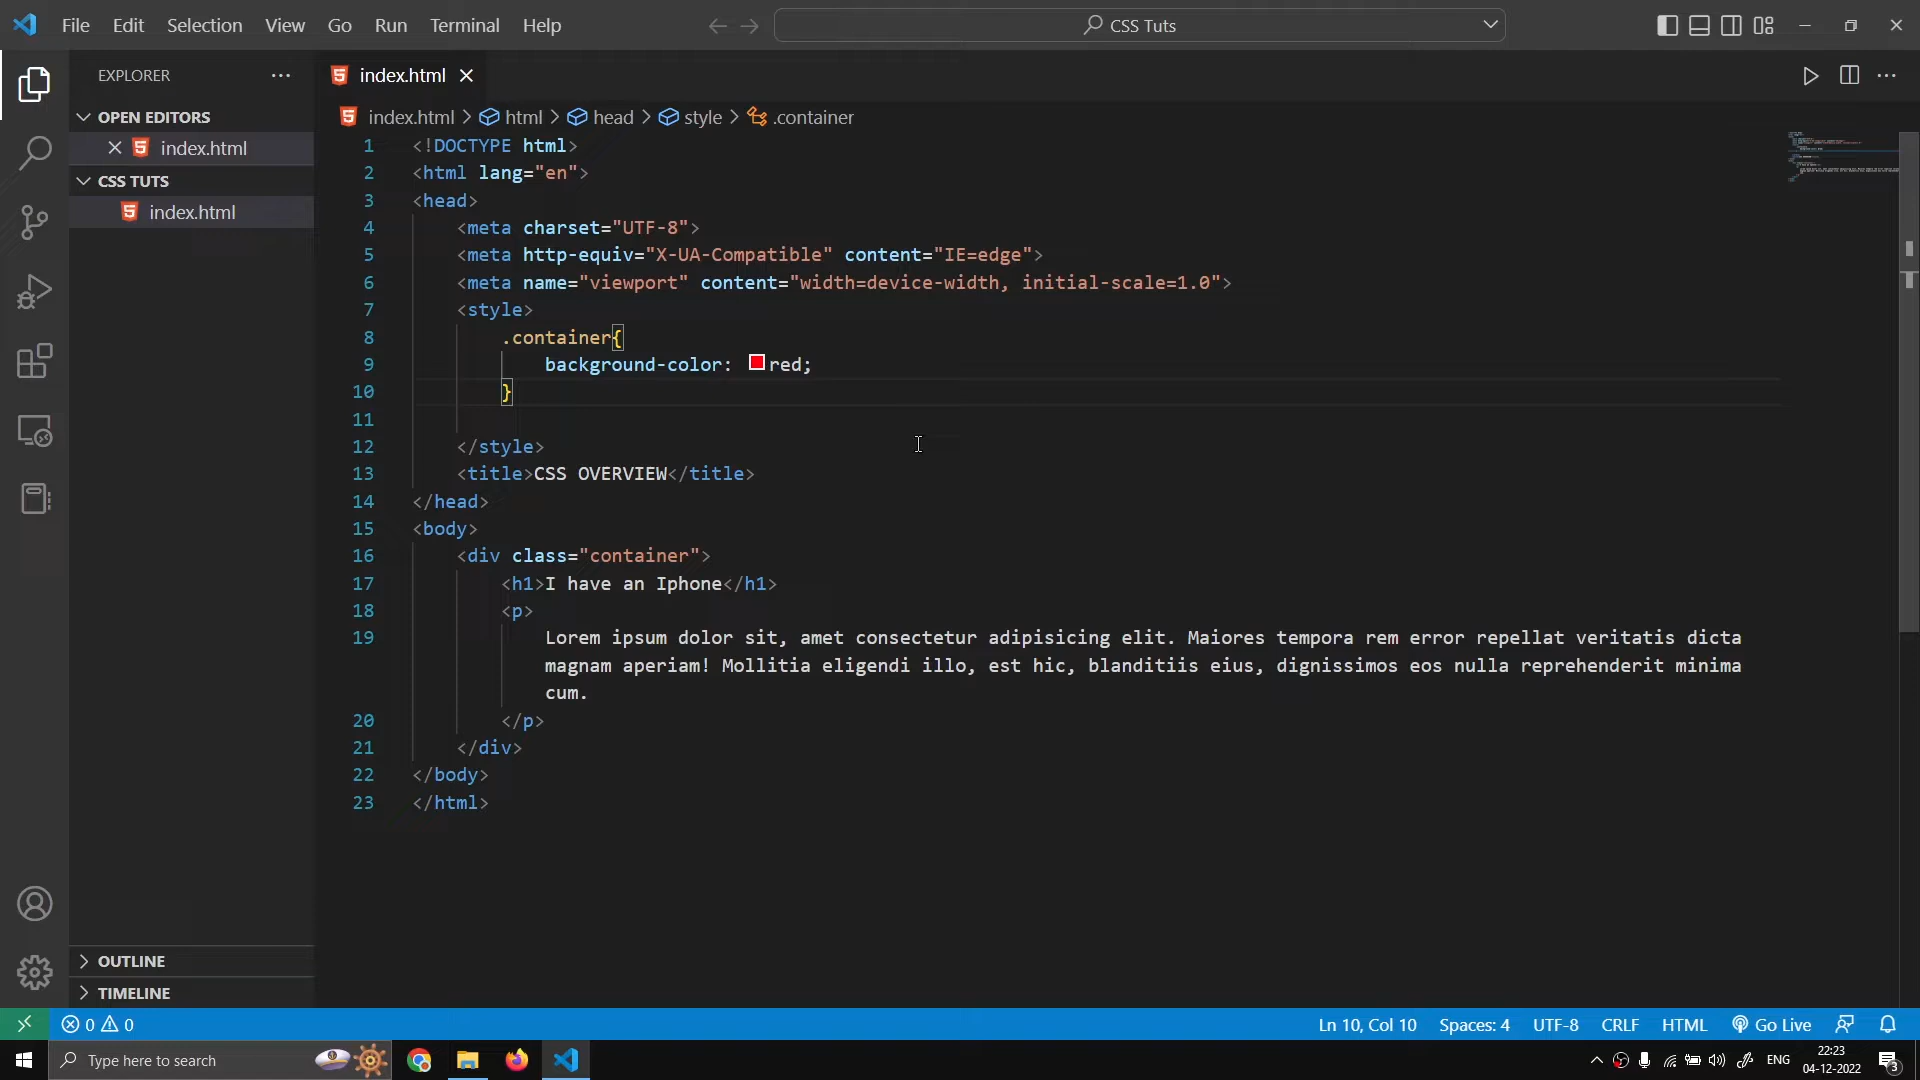 File Edit Selection View Go Run Terminal Help
CSS Tuts
EXPLORER
OPEN EDITORS
index.html
CSS TUTS
index.html
OUTLINE
TIMELINE
index.html
index.html > html > head > style > .container
1 <!DOCTYPE html>
2 <html lang="en">
3 <head>
4 <meta charset="UTF-8">
5 <meta http-equiv="X-UA-Compatible" content="IE=edge">
6 <meta name="viewport" content="width=device-width, initial-scale=1.0">
7 <style>
8 .container{
9 background-color: red;
10 }
11
12 </style>
13 <title>CSS OVERVIEW</title>
14 </head>
15 <body>
16 <div class="container">
17 <h1>I have an Iphone</h1>
18 <p>
19 Lorem ipsum dolor sit, amet consectetur adipisicing elit. Maiores tempora rem error repellat veritatis dicta
magnam aperiam! Mollitia eligendi illo, est hic, blanditiis eius, dignissimos eos nulla reprehenderit minima
cum.
20 </p>
21 </div>
22 </body>
23 </html>
0 0
Ln 10, Col 10 Spaces: 4 UTF-8 CRLF HTML Go Live
Type here to search
ENG
22:23
04-12-2022
3